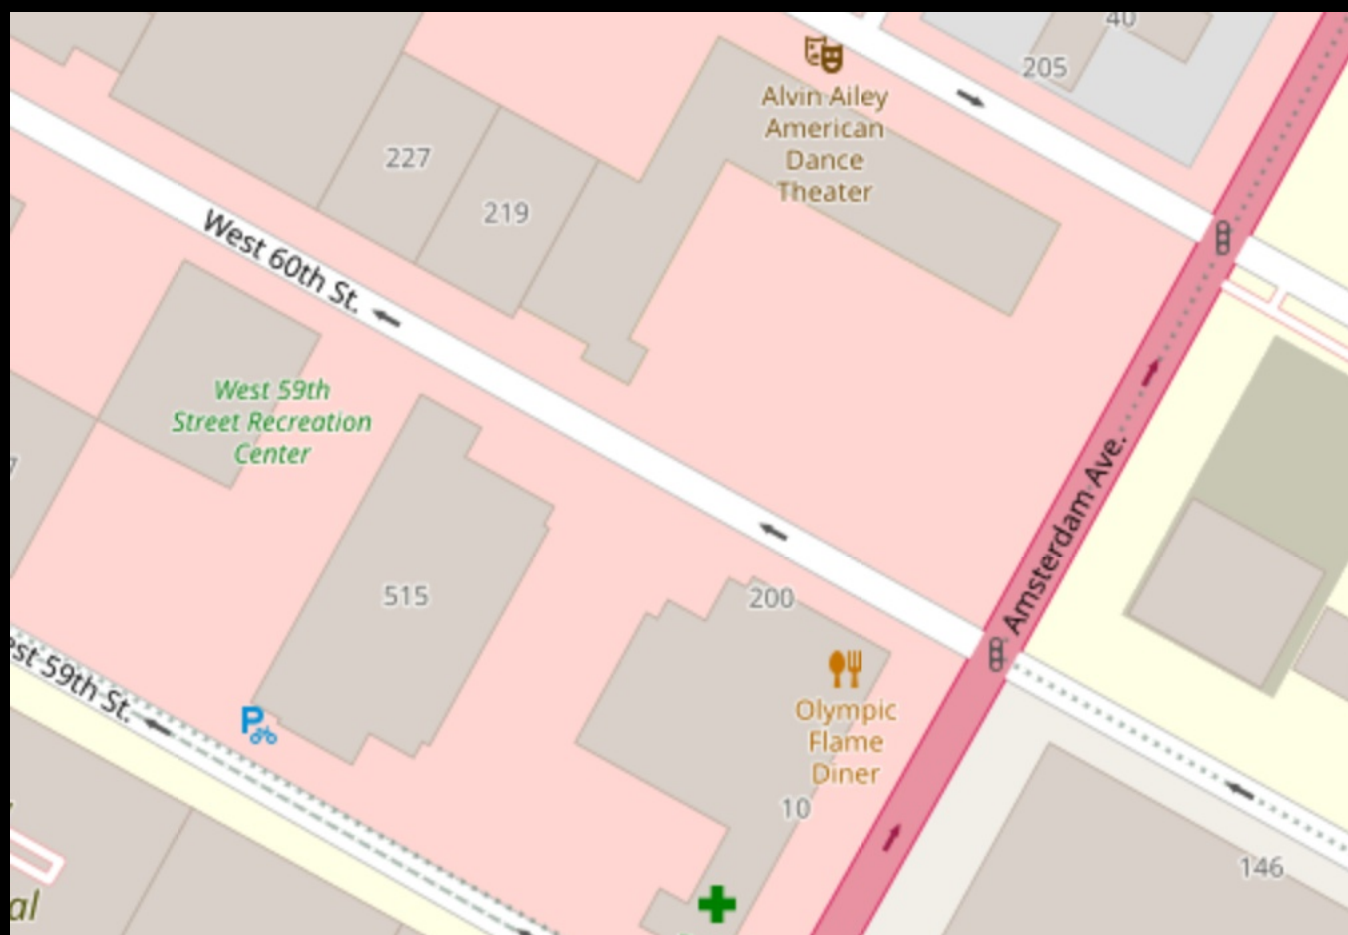 40
205
Alvin Ailey
American
Dance
Theater
227
219
West 60th St.
West 59th
Street Recreation
Center
Amsterdam Ave.
515
200
Olympic
Flame
Diner
10
P
59th St.
146